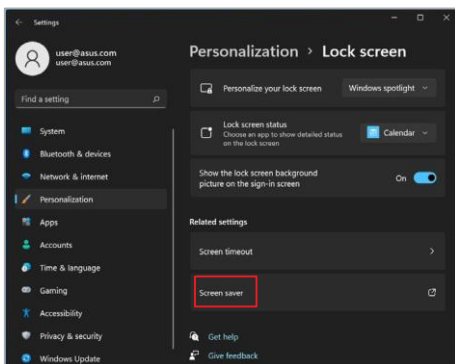 Settings
user@asus.com
user@asus.com
Find a setting
System
Bluetooth & devices
Network & internet
Personalization
Apps
Accounts
Time & language
Gaming
Accessibility
Privacy & security
Windows Update
Personalization > Lock screen
Personalize your lock screen
Windows spotlight
Lock screen status
Choose an app to show detailed status
on the lock screen
Calendar
Show the lock screen background
picture on the sign-in screen
On
Related settings
Screen timeout
Screen saver
Get help
Give feedback